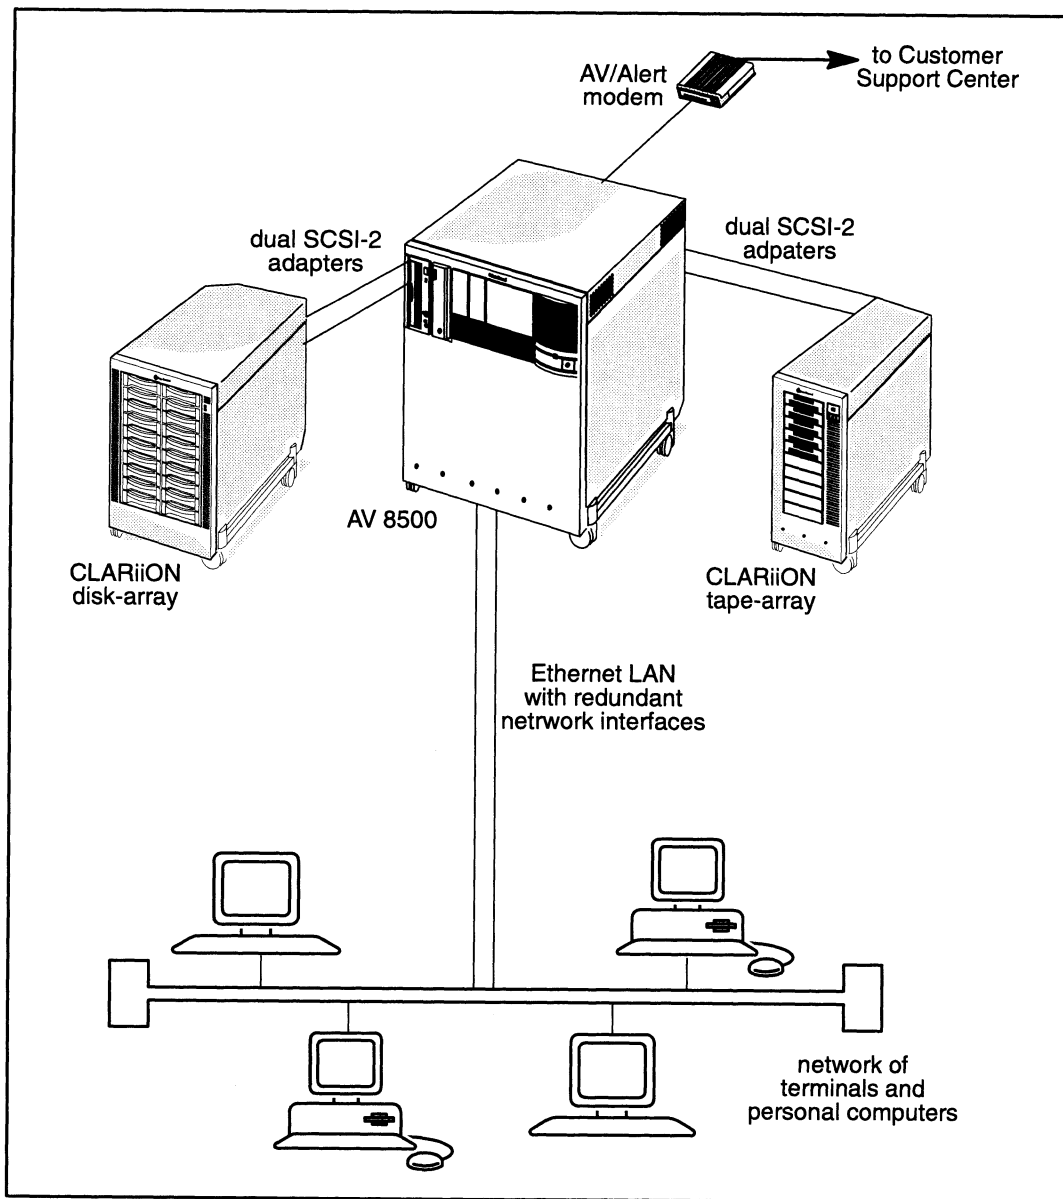 AV/Alert
modem
to Customer
Support Center
dual SCSI-2
adapters
dual SCSI-2
adpaters
AV 8500
CLARiiON
disk-array
CLARiiON
tape-array
Ethernet LAN
with redundant
netrwork interfaces
network of
terminals and
personal computers